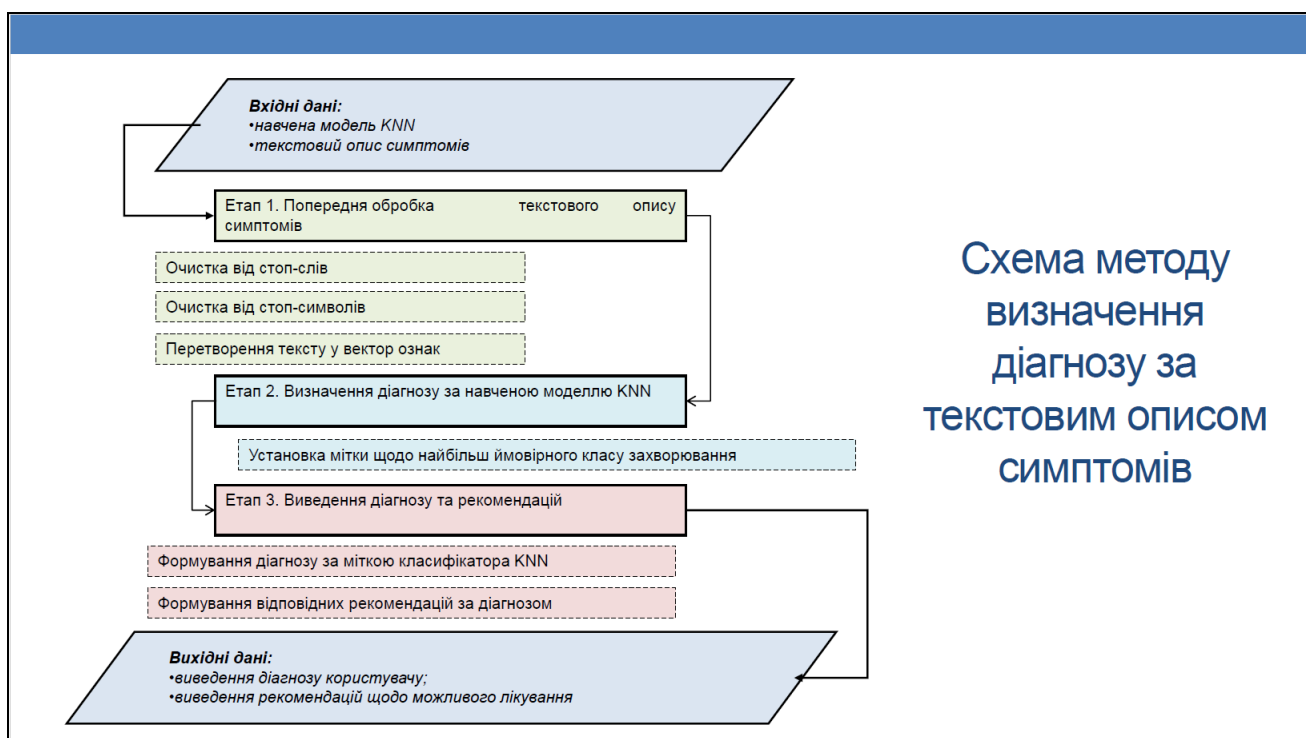 Вхідні дані:
•навчена модель KNN
•текстовий опис симптомів
Етап 1. Попередня обробка текстового опису
симптомів
Очистка від стоп-слів
Очистка від стоп-символів
Перетворення тексту у вектор ознак
Етап 2. Визначення діагнозу за навченою моделлю KNN
Установка мітки щодо найбільш ймовірного класу захворювання
Етап 3. Виведення діагнозу та рекомендацій
Формування діагнозу за міткою класифікатора KNN
Формування відповідних рекомендацій за діагнозом
Вихідні дані:
•виведення діагнозу користувачу;
•виведення рекомендацій щодо можливого лікування
Схема методу
визначення
діагнозу за
текстовим описом
симптомів